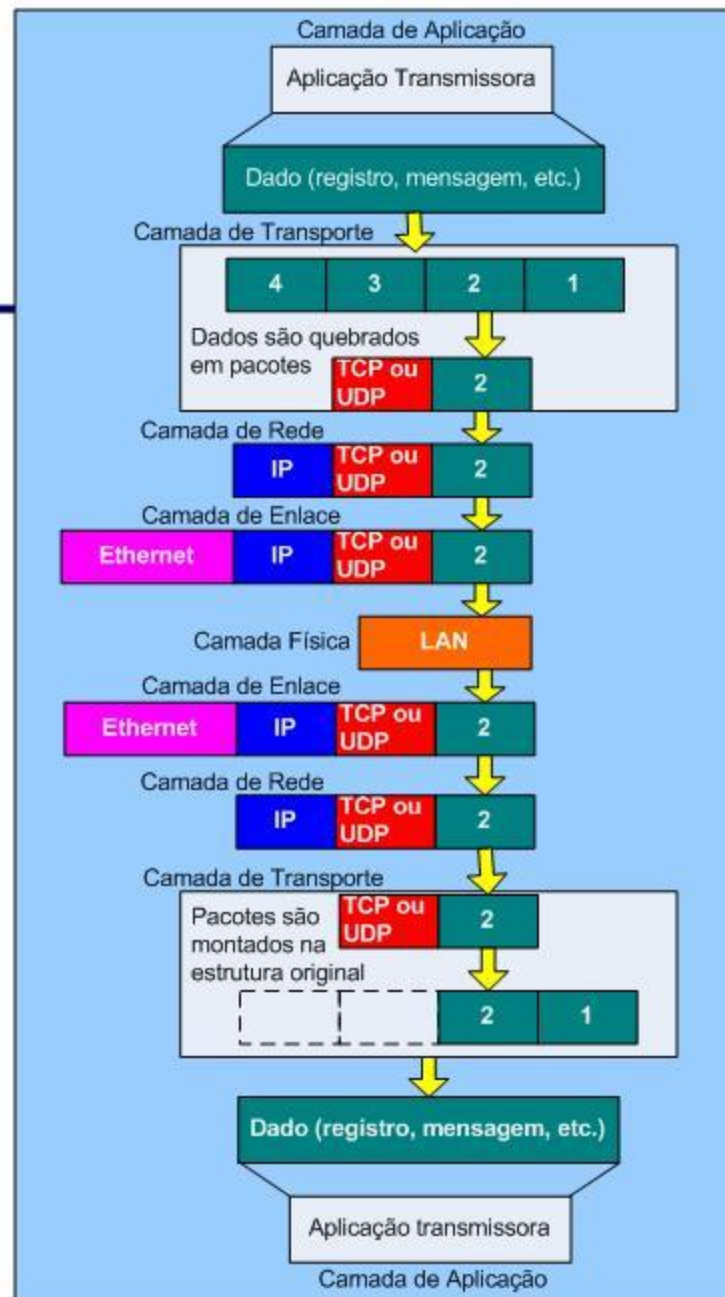 Camada de Aplicação
Aplicação Transmissora
Dado (registro, mensagem, etc.)
Camada de Transporte
4 3 2 1
Dados são quebrados
em pacotes
TCP ou
UDP
2
Camada de Rede
IP
TCP ou
UDP
2
Camada de Enlace
Ethernet
IP
TCP ou
UDP
2
Camada Física
LAN
Camada de Enlace
Ethernet
IP
TCP ou
UDP
2
Camada de Rede
IP
TCP ou
UDP
2
Camada de Transporte
Pacotes são
montados na
estrutura original
TCP ou
UDP
2
2 1
Dado (registro, mensagem, etc.)
Aplicação transmissora
Camada de Aplicação